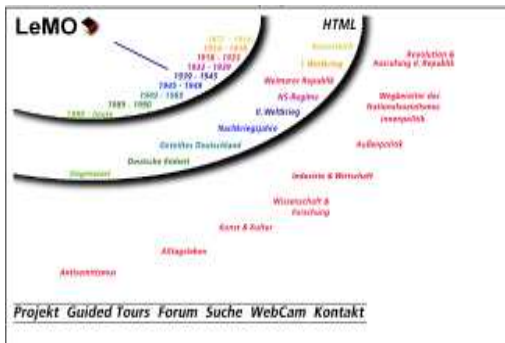 LeMO
HTML
1871 - 1914
1914 - 1918
1918 - 1933
1933 - 1939
1939 - 1945
1945 - 1949
1949 - 1989
1989 - 1990
1990 - heute
Kaiserreich
1. Weltkrieg
Weimarer Republik
NS-Regime
II. Weltkrieg
Nachkriegsjahre
Geteiltes Deutschland
Deutsche Einheit
Gegenwart
Revolution &
Ausrufung d. Republik
Wegbereiter des
Nationalsozialismus
Innenpolitik
Außenpolitik
Industrie & Wirtschaft
Wissenschaft &
Forschung
Kunst & Kultur
Alltagsleben
Antisemitismus
Projekt Guided Tours Forum Suche WebCam Kontakt